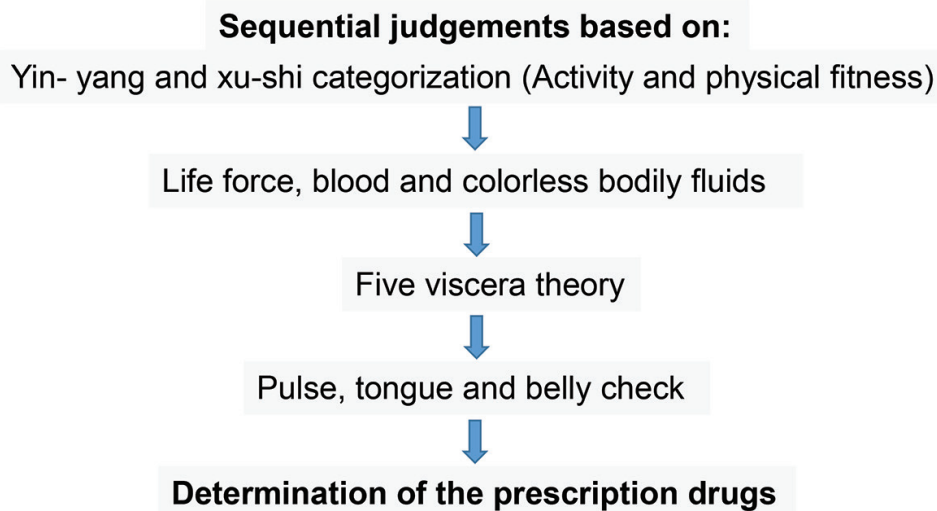 Sequential judgements based on:
Yin- yang and xu-shi categorization (Activity and physical fitness)
Life force, blood and colorless bodily fluids
Five viscera theory
Pulse, tongue and belly check
Determination of the prescription drugs